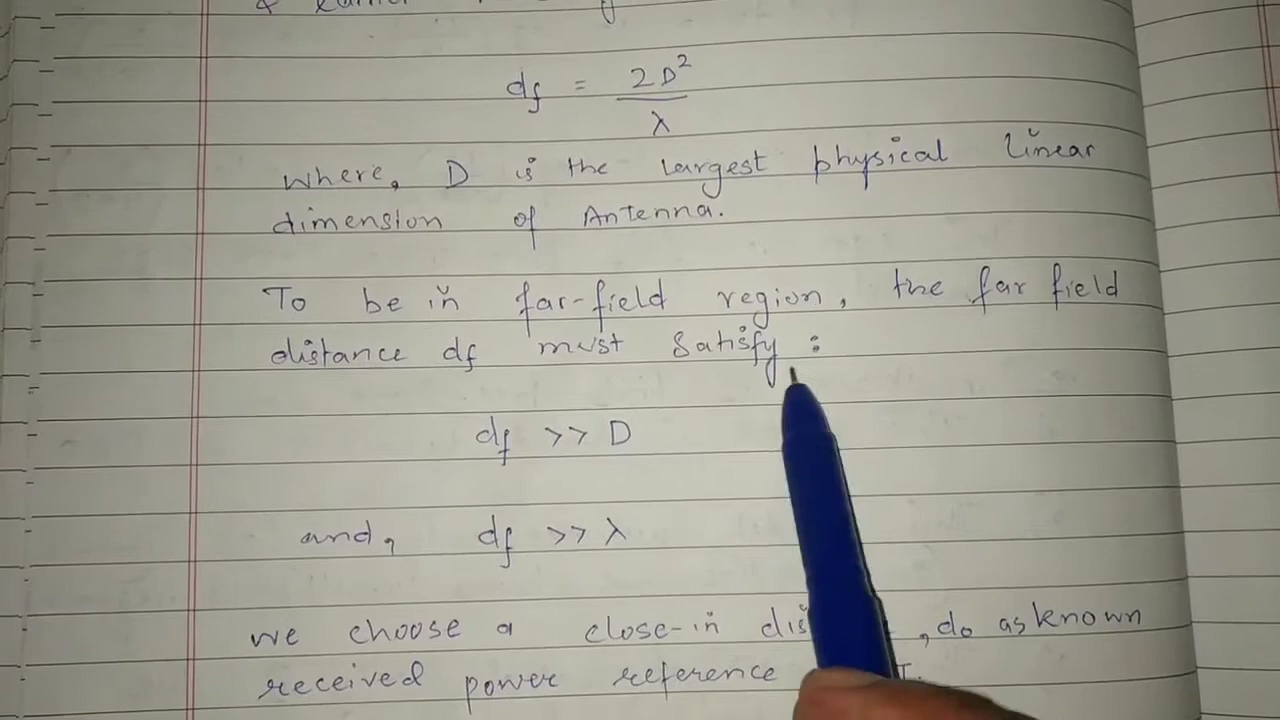 df = 2D²/λ
where, D is the largest physical linear
dimension of Antenna.
To be in far-field region, the far field
distance df must satisfy :
df >> D
and, df >> λ
we choose a close-in , do as known
received power reference